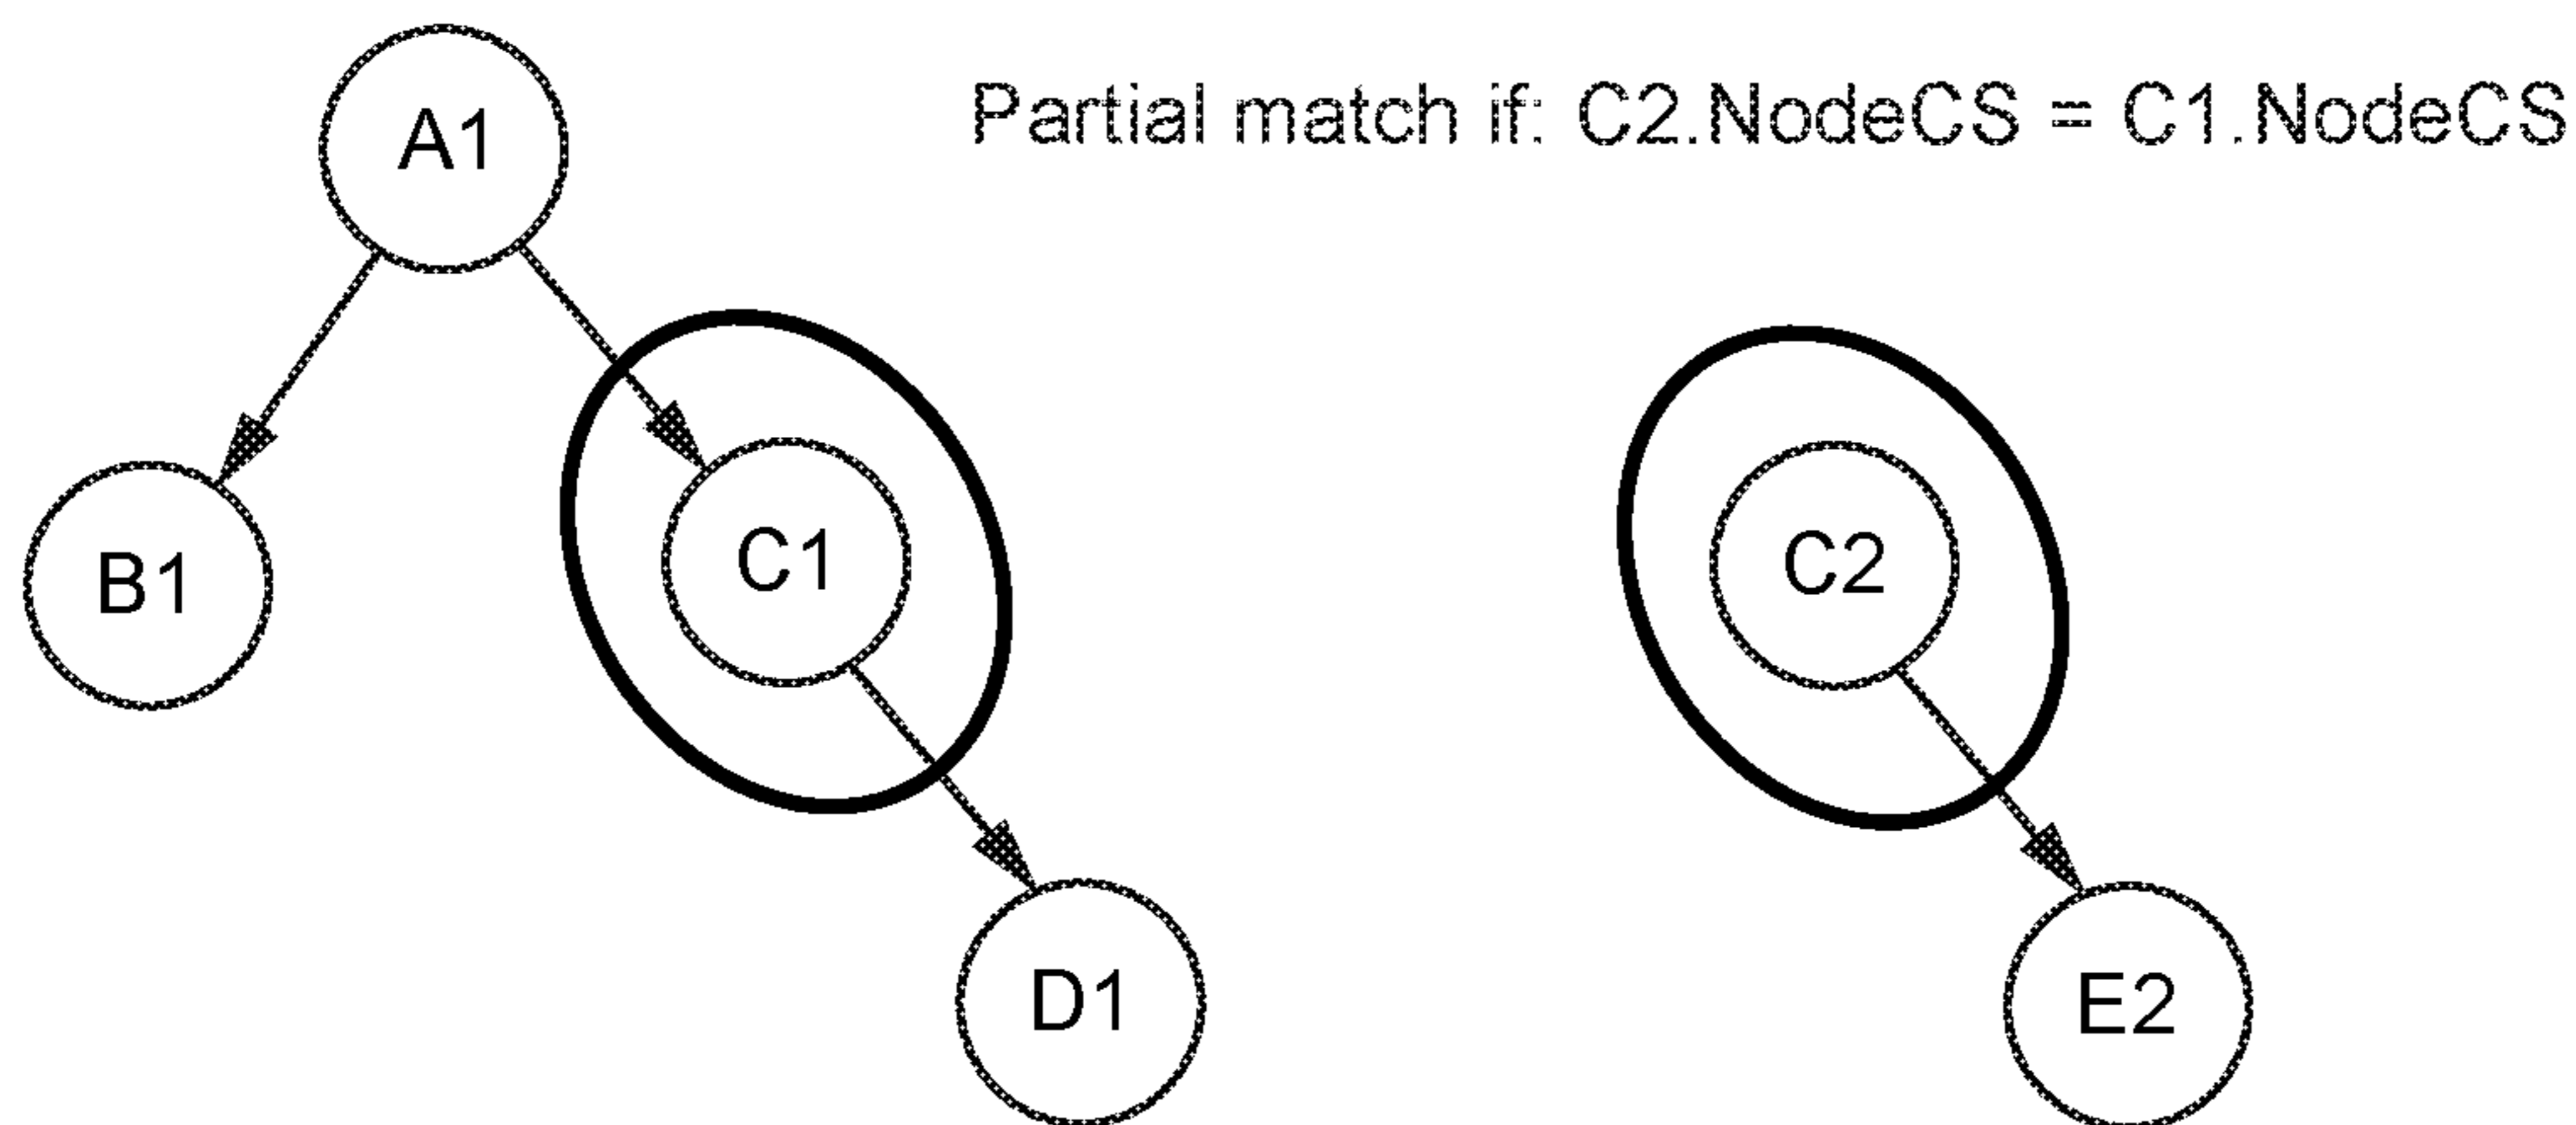 A1
Partial match if: C2.NodeCS = C1.NodeCS
B1
C1
C2
D1
E2